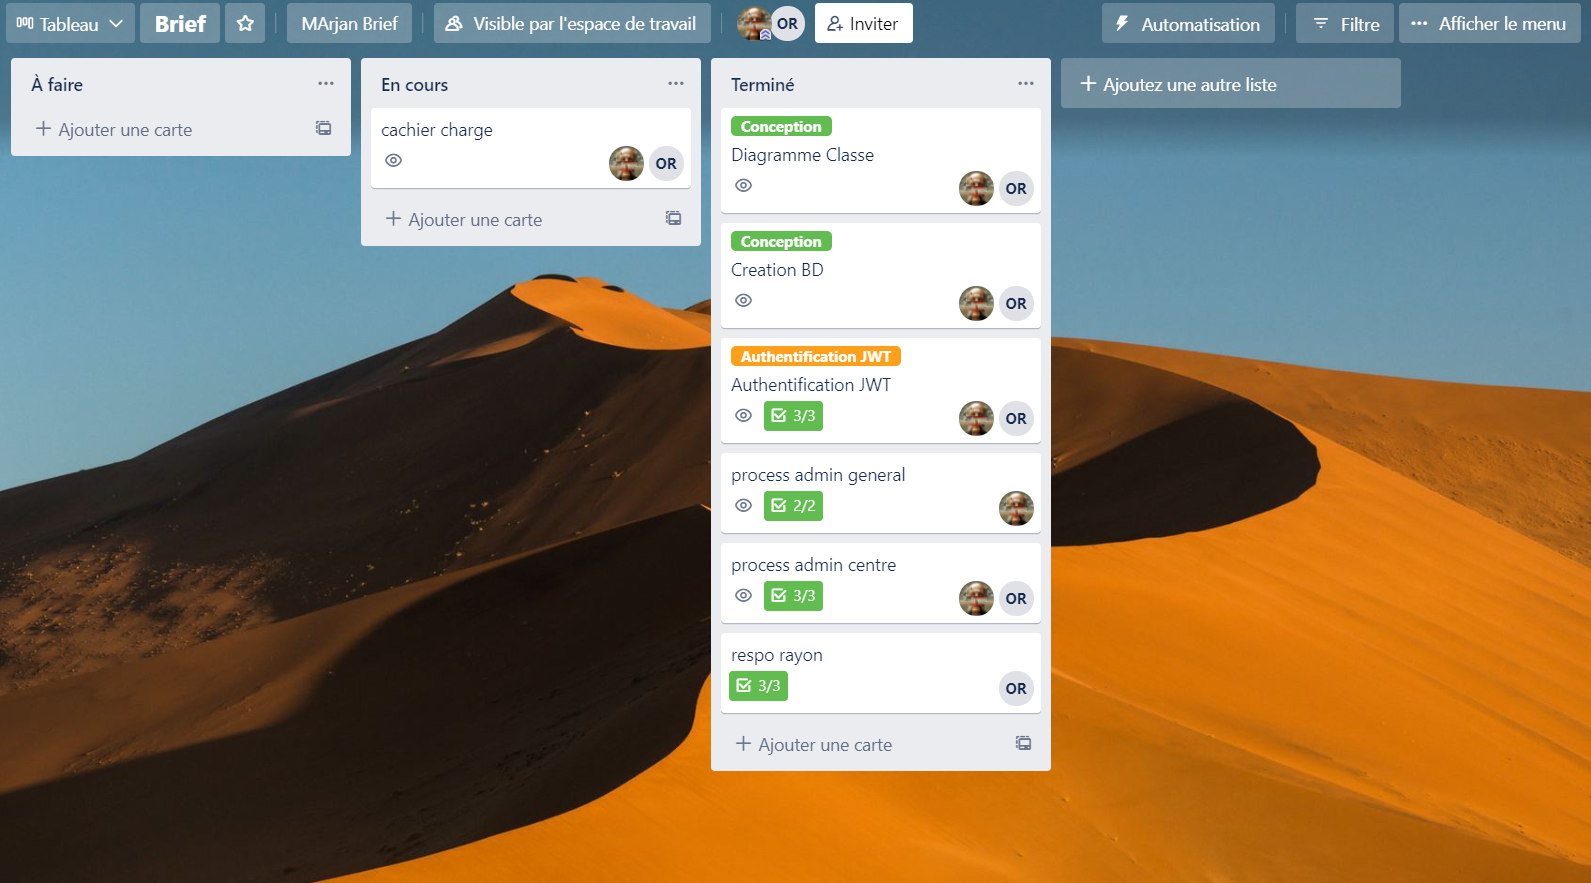 Tableau
Brief
MArjan Brief
Visible par l'espace de travail
OR
Inviter
Automatisation
Filtre
Afficher le menu
À faire
Ajouter une carte
En cours
cachier charge
OR
Ajouter une carte
Terminé
Conception
Diagramme Classe
OR
Conception
Creation BD
OR
Authentification JWT
Authentification JWT
3/3
OR
process admin general
2/2
process admin centre
3/3
OR
respo rayon
3/3
OR
Ajouter une carte
Ajoutez une autre liste